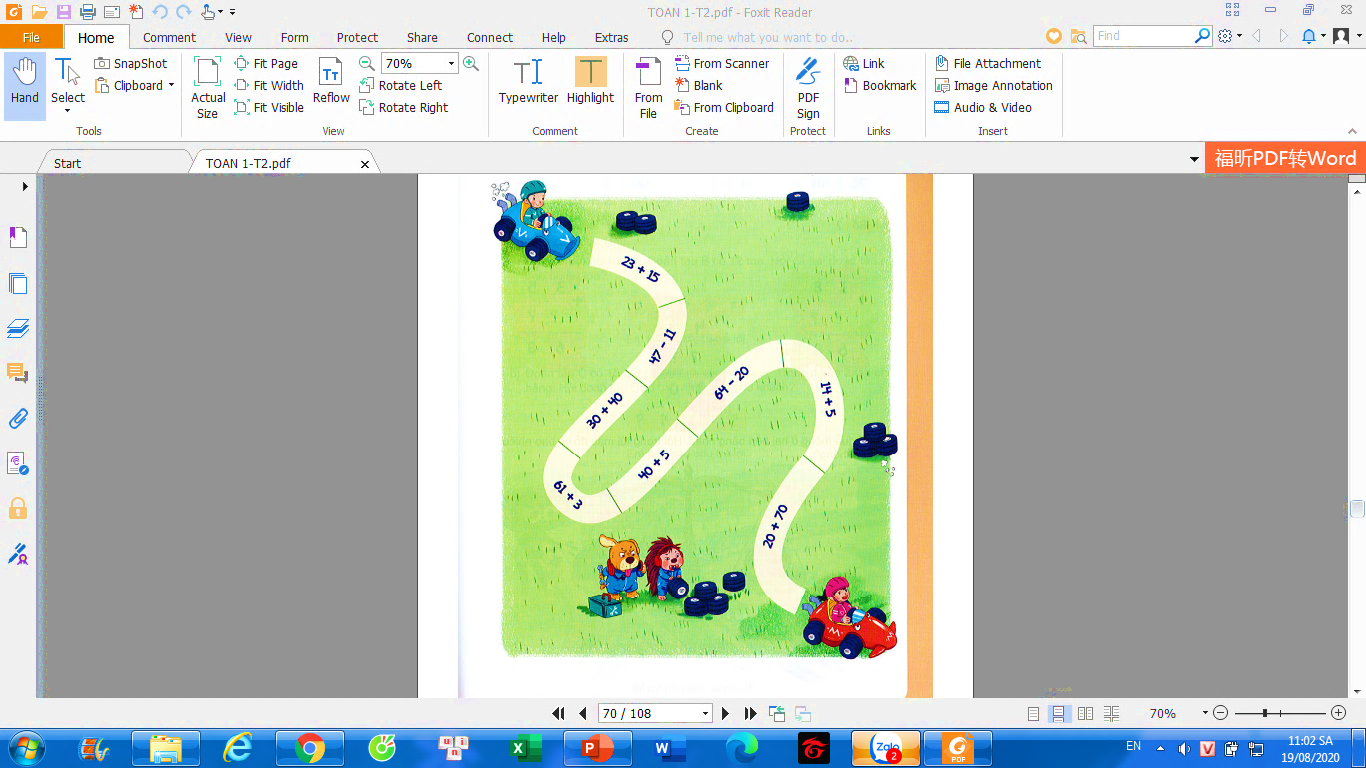 TOAN 1-T2.pdf - Foxit Reader
File Home Comment View Form Protect Share Connect Help Extras Tell me what you want to do.. Find
Hand
Select
SnapShot
Clipboard
Tools
Actual Size
Fit Page
Fit Width
Fit Visible
Reflow
70%
Rotate Left
Rotate Right
View
Typewriter
Highlight
Comment
From File
From Scanner
Blank
From Clipboard
Create
PDF Sign
Protect
Link
Bookmark
Links
File Attachment
Image Annotation
Audio & Video
Insert
Start
TOAN 1-T2.pdf
福昕PDF转Word
23 + 15
47 - 11
30 + 40
61 + 3
40 + 5
64 - 20
14 + 5
20 + 70
70 / 108
70%
EN
11:02 SA
19/08/2020
Zalo
2
PDF